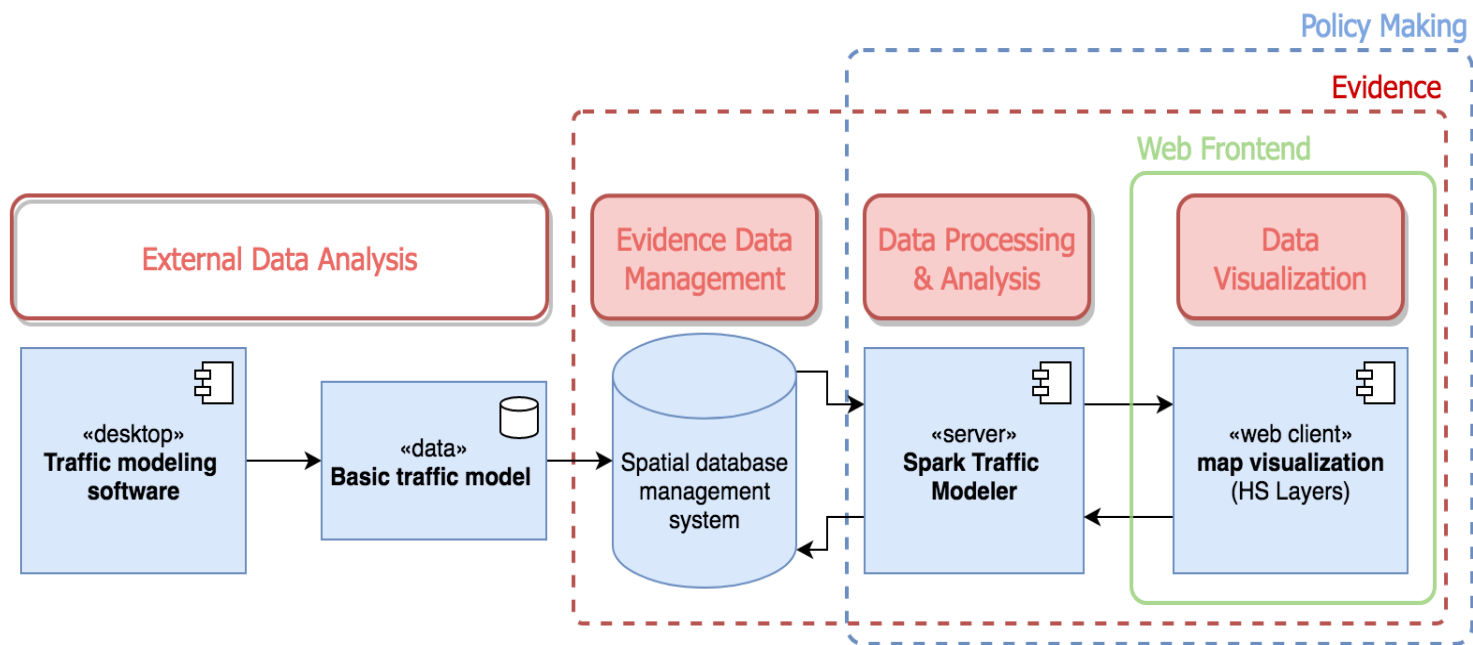 Policy Making
Evidence
Web Frontend
External Data Analysis
Evidence Data
Management
Data Processing
& Analysis
Data
Visualization
«desktop»
Traffic modeling
software
«data»
Basic traffic model
Spatial database
management
system
«server»
Spark Traffic
Modeler
«web client»
map visualization
(HS Layers)